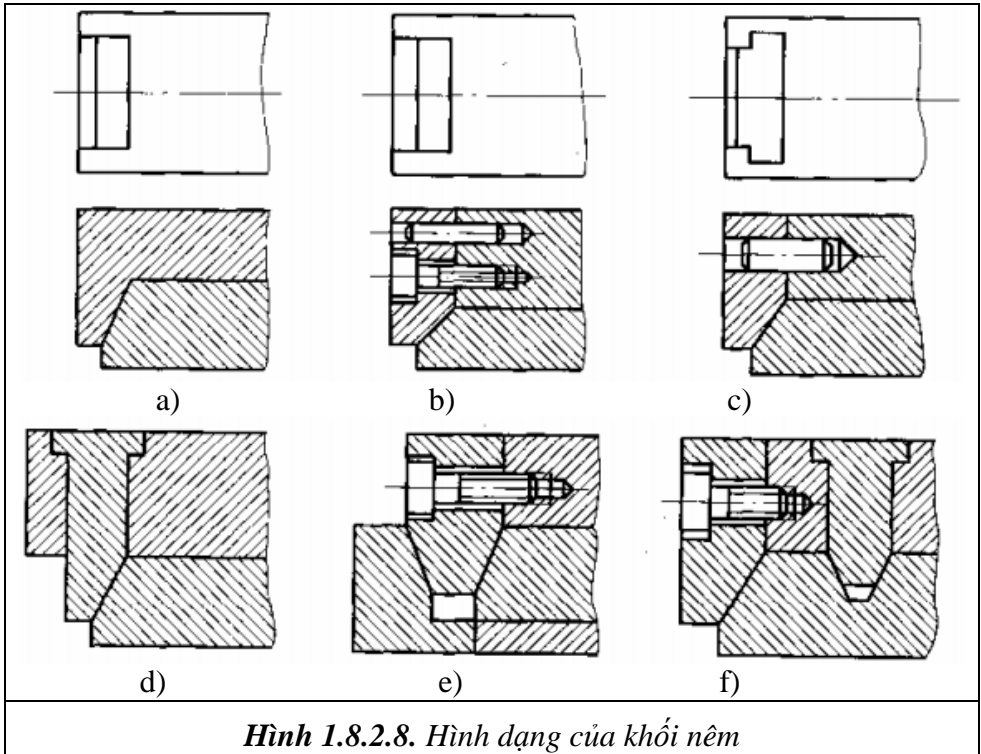 a) b) c)
d) e) f)
Hình 1.8.2.8. Hình dạng của khối nêm